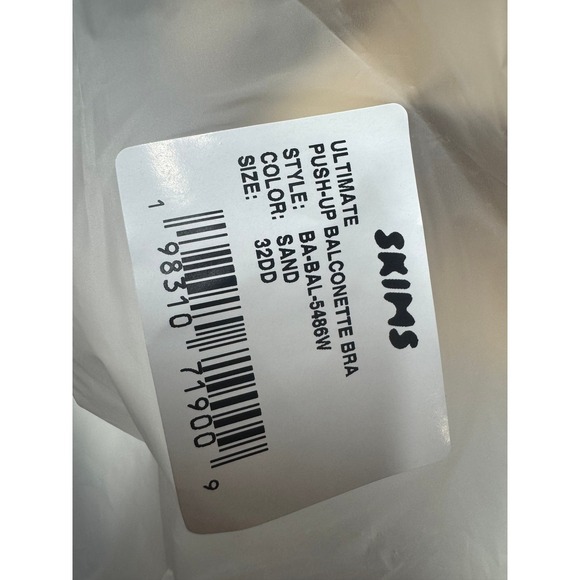 SKIMS
ULTIMATE
PUSH-UP BALCONETTE BRA
STYLE: BA-BAL-5486W
COLOR: SAND
SIZE: 32DD
1 98310 71900 9